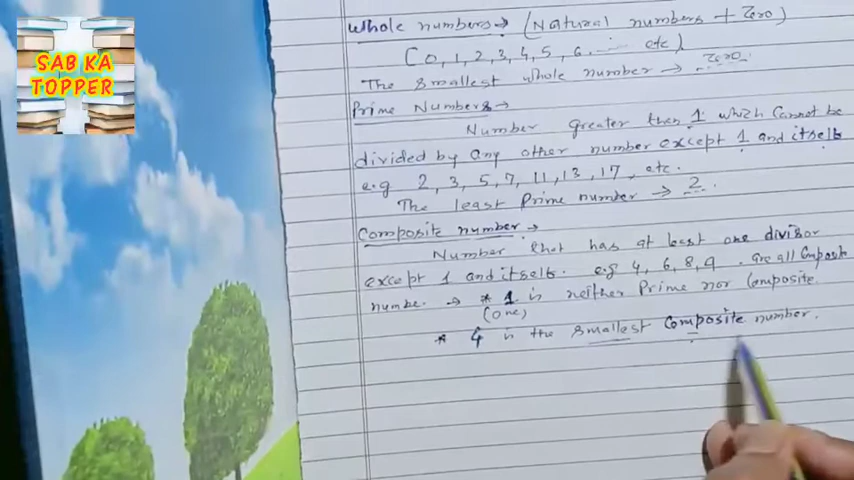 SAB KA
TOPPER
Whole numbers → (Natural numbers + Zero)
(0, 1, 2, 3, 4, 5, 6 ..... etc)
The smallest whole number → Zero.
Prime Numbers →
Number greater then 1 which Cannot be
divided by any other number except 1 and itself
e.g 2, 3, 5, 7, 11, 13, 17, etc.
The least Prime number → 2.
Composite number →
Number that has at least one divisor
except 1 and itself. e.g 4, 6, 8, 9 . are all Composite
numbe. → * 1 is neither Prime nor Composite.
(one)
* 4 is the smallest Composite number.